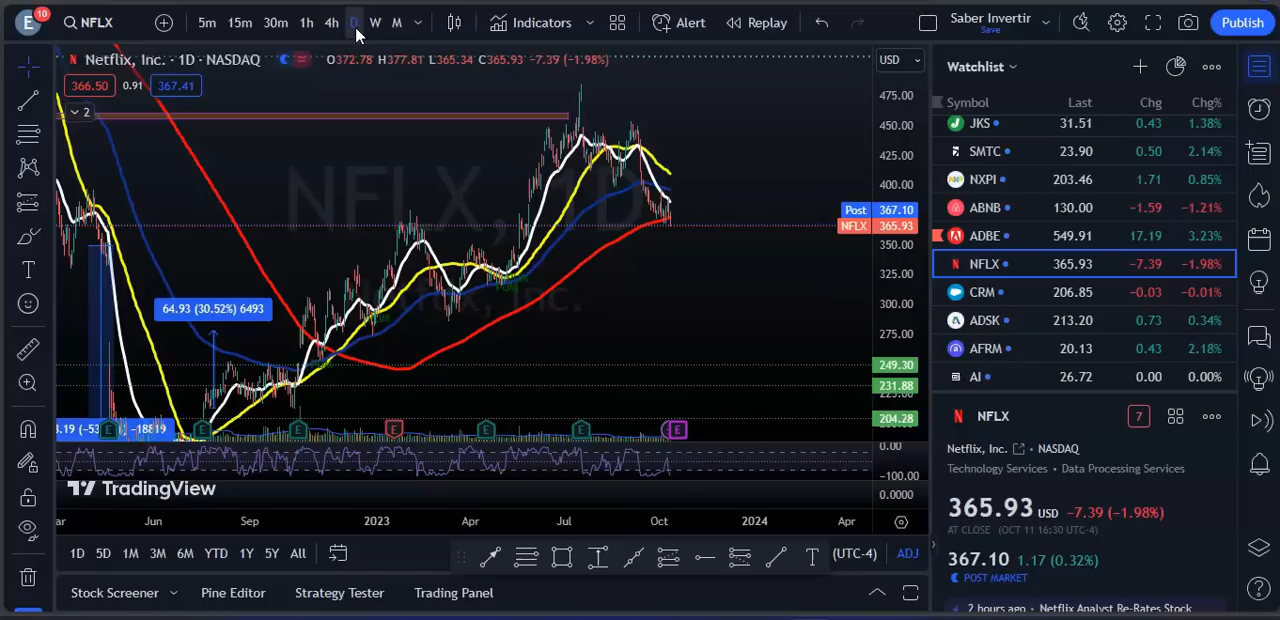 E 10 NFLX 5m 15m 30m 1h 4h D W M Indicators Alert Replay Saber Invertir Save Publish
Netflix, Inc. · 1D · NASDAQ O372.78 H377.81 L365.34 C365.93 -7.39 (-1.98%)
366.50 0.91 367.41
2
NFLX, 1D
Netflix, Inc.
64.93 (30.52%) 6493
E E E E E E E
TradingView
USD
475.00
450.00
425.00
400.00
Post 367.10
NFLX 365.93
350.00
325.00
300.00
275.00
249.30
231.88
204.28
0.00
-100.00
0.0000
Jun Sep 2023 Apr Jul Oct 2024 Apr
1D 5D 1M 3M 6M YTD 1Y 5Y All T (UTC-4) ADJ
Stock Screener Pine Editor Strategy Tester Trading Panel
Watchlist
Symbol Last Chg Chg%
JKS 31.51 0.43 1.38%
SMTC 23.90 0.50 2.14%
NXPI 203.46 1.71 0.85%
ABNB 130.00 -1.59 -1.21%
ADBE 549.91 17.19 3.23%
NFLX 365.93 -7.39 -1.98%
CRM 206.85 -0.03 -0.01%
ADSK 213.20 0.73 0.34%
AFRM 20.13 0.43 2.18%
AI 26.72 0.00 0.00%
NFLX 7
Netflix, Inc. NASDAQ
Technology Services • Data Processing Services
365.93 USD -7.39 (-1.98%)
AT CLOSE (OCT 11 16:30 UTC-4)
367.10 1.17 (0.32%)
POST MARKET
2 hours ago • Netflix Analyst Re-Rates Stock